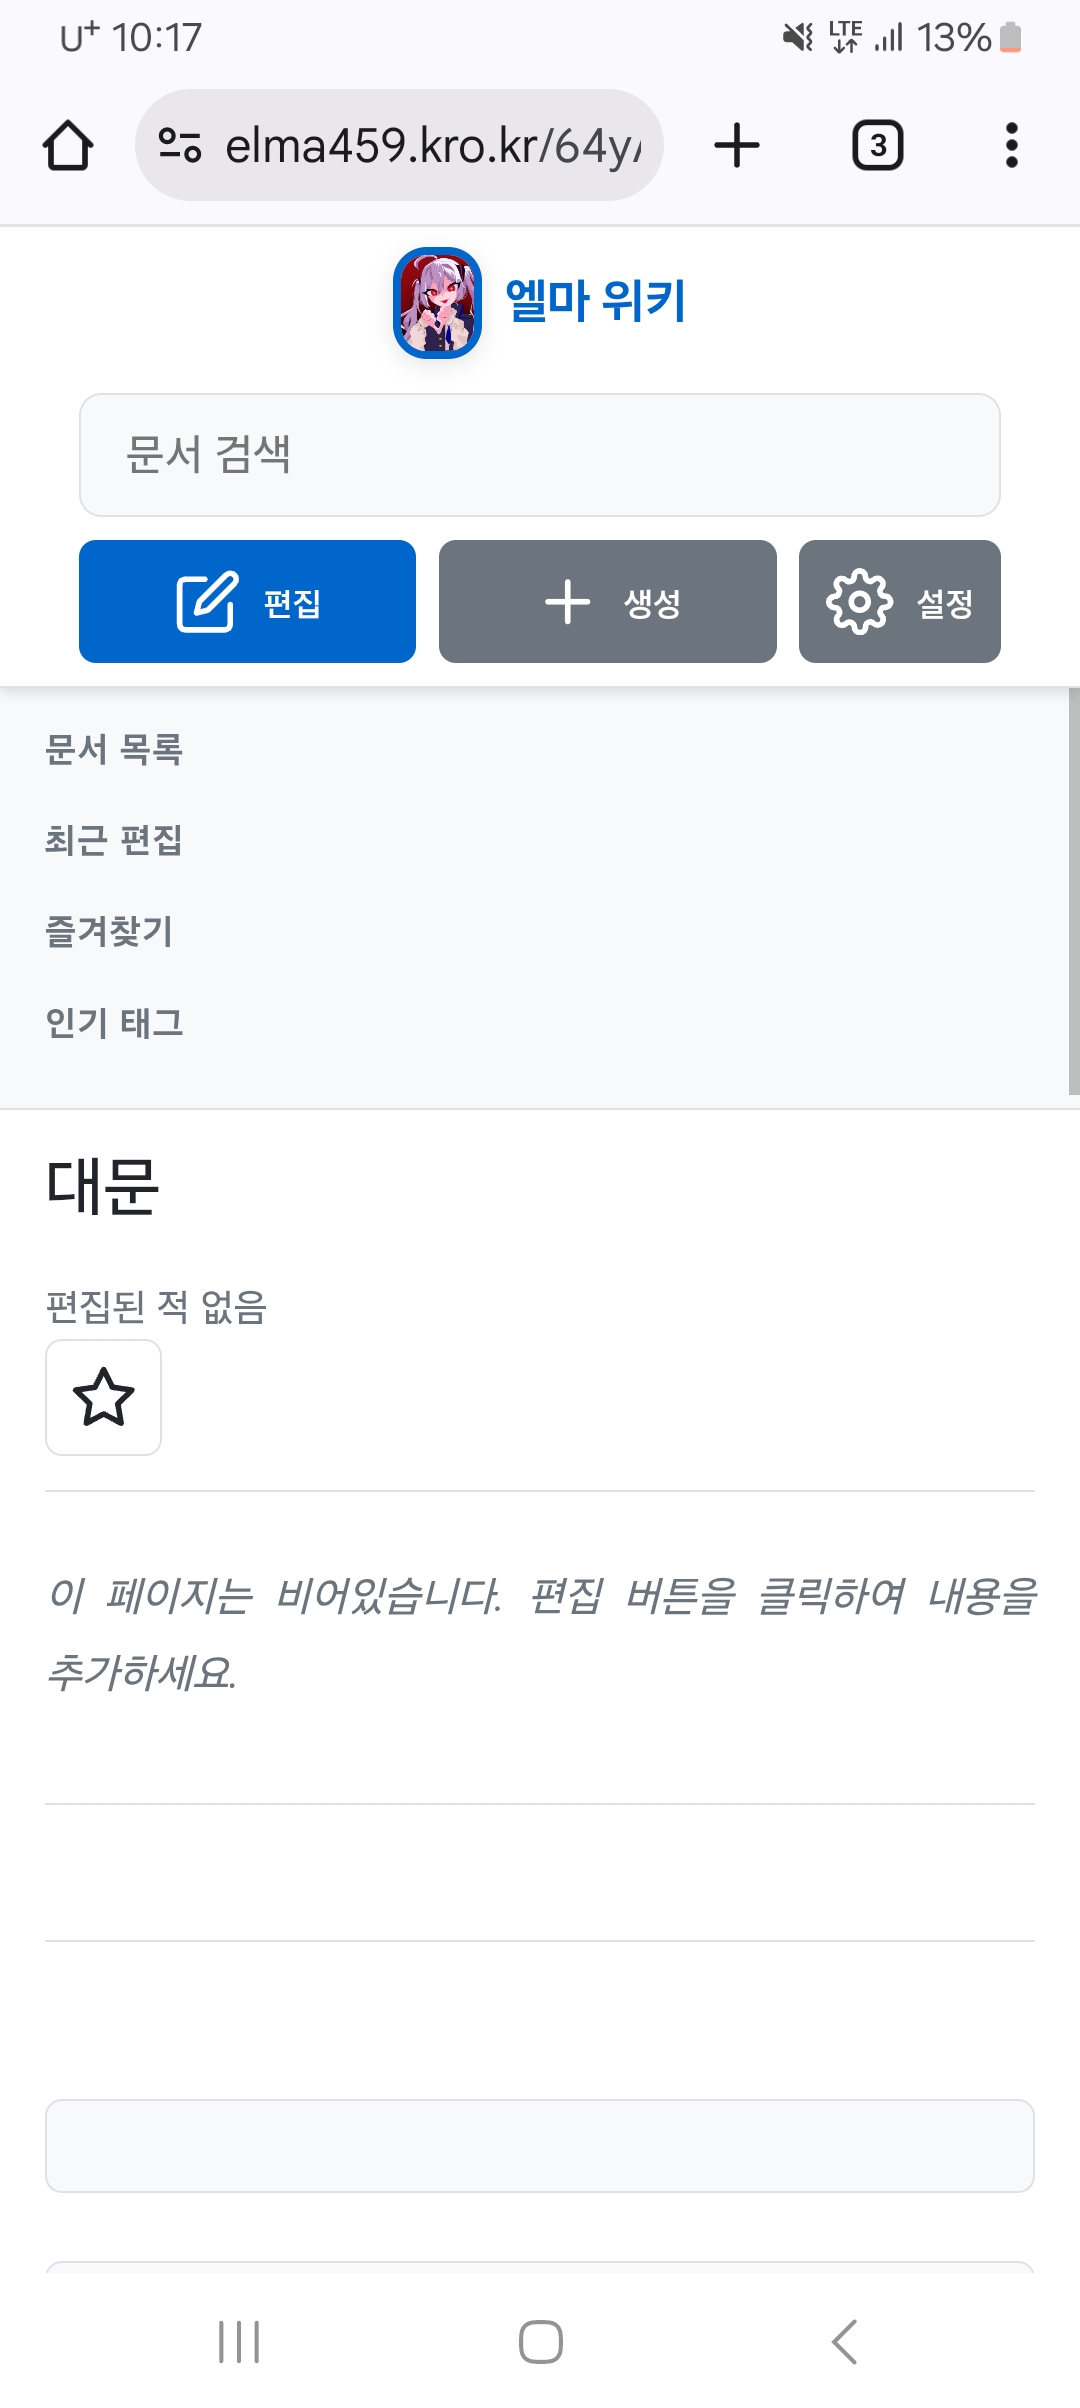 U+ 10:17 LTE 13%
elma459.kro.kr/64y 3
엘마 위키
문서 검색
편집 생성 설정
문서 목록
최근 편집
즐겨찾기
인기 태그
대문
편집된 적 없음
이 페이지는 비어있습니다. 편집 버튼을 클릭하여 내용을
추가하세요.